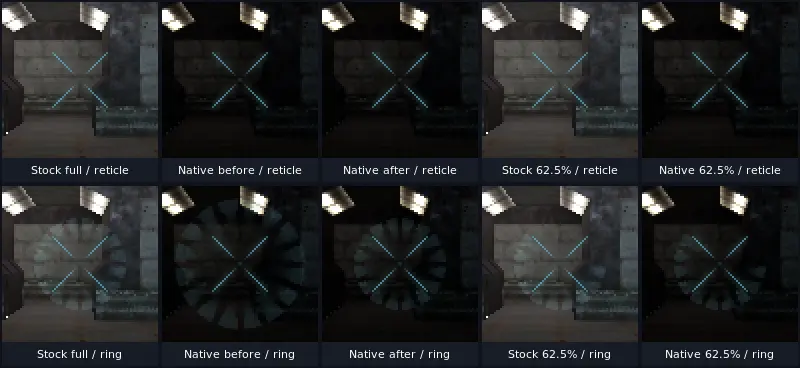 Stock full / reticle
Native before / reticle
Native after / reticle
Stock 62.5% / reticle
Native 62.5% / reticle
Stock full / ring
Native before / ring
Native after / ring
Stock 62.5% / ring
Native 62.5% / ring